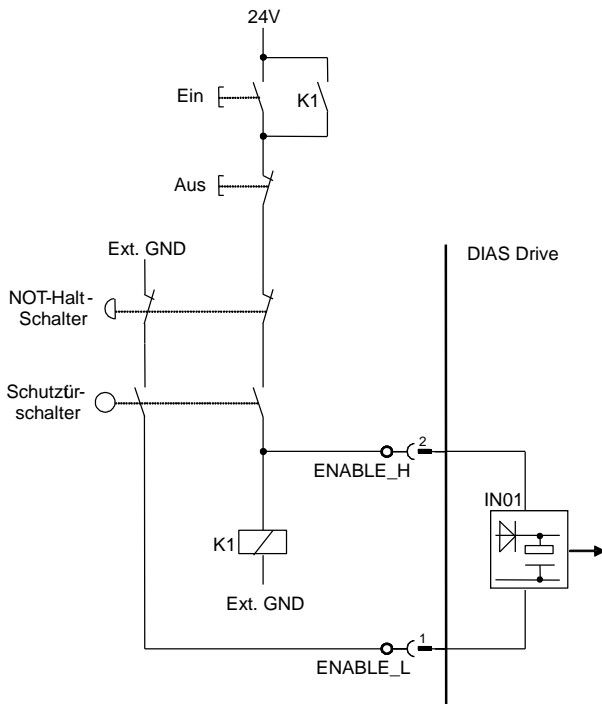 24V
Ein
K1
Aus
Ext. GND
DIAS Drive
NOT-Halt-
Schalter
Schutztür-
schalter
2
ENABLE_H
IN01
K1
Ext. GND
1
ENABLE_L